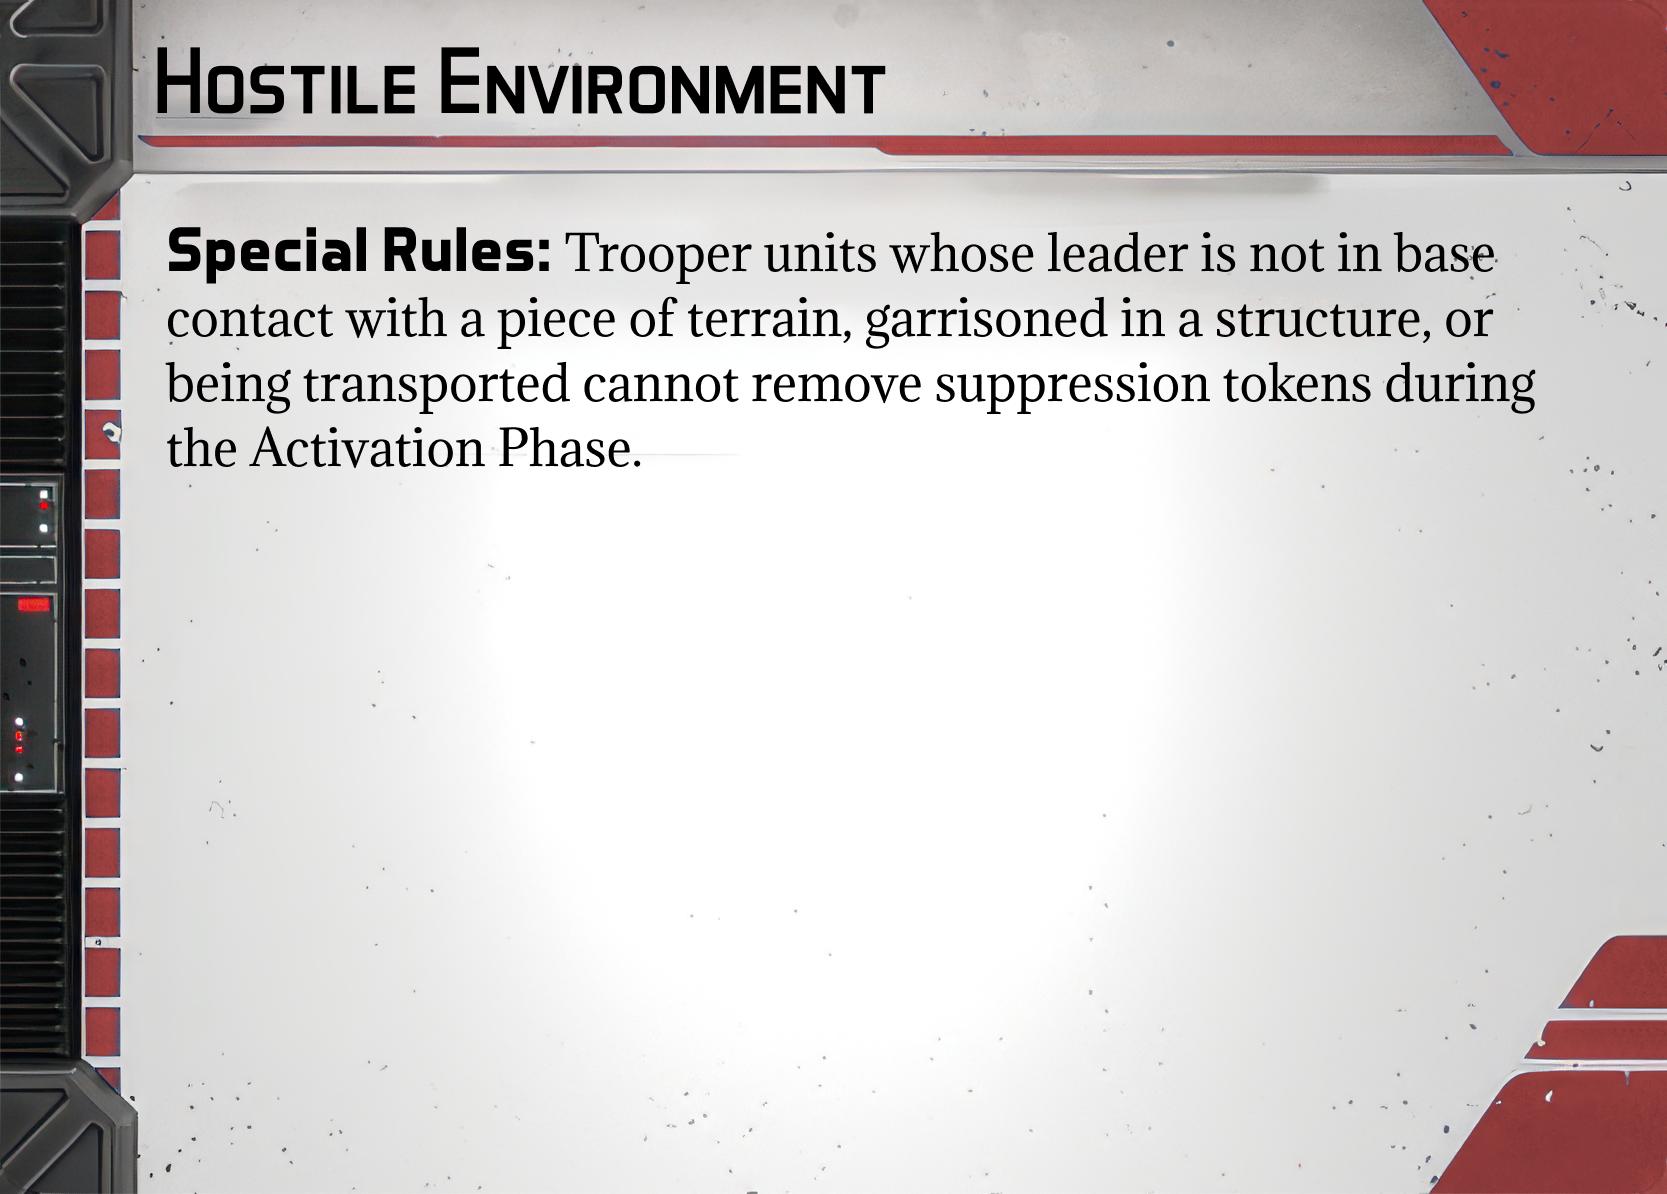 Hostile Environment
Special Rules: Trooper units whose leader is not in base
contact with a piece of terrain, garrisoned in a structure, or
being transported cannot remove suppression tokens during
the Activation Phase.